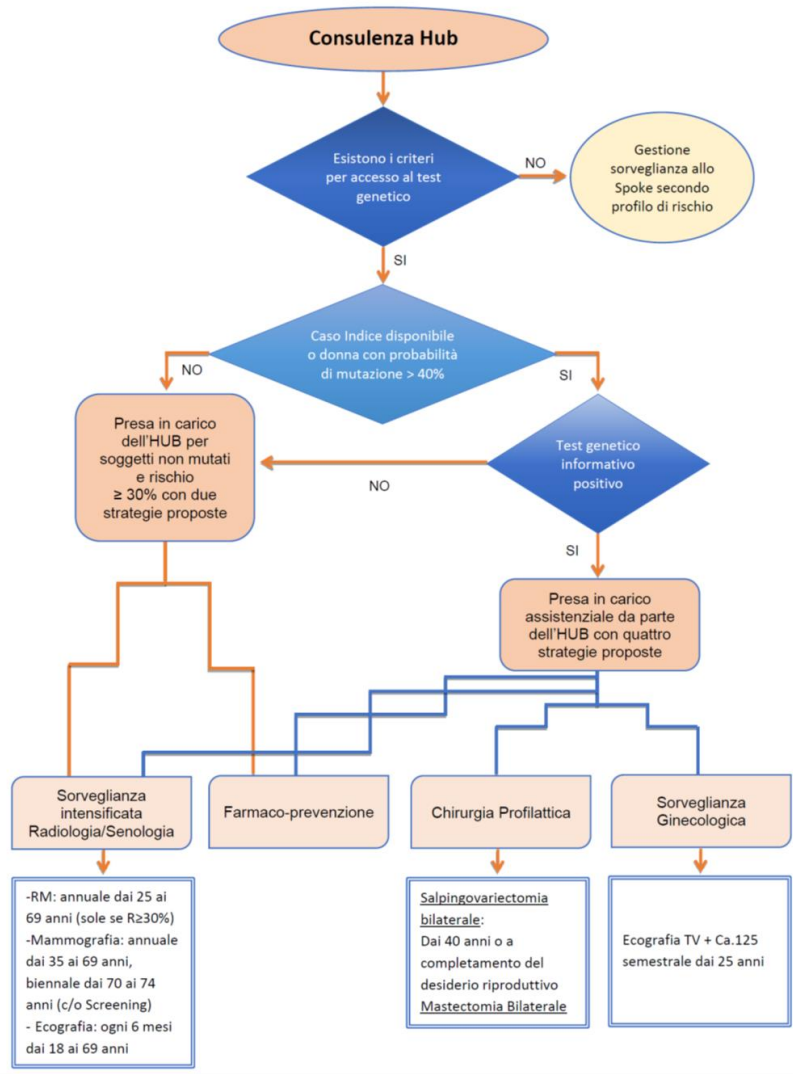 Consulenza Hub
Esistono i criteri
per accesso al test
genetico
NO
Gestione
sorveglianza allo
Spoke secondo
profilo di rischio
SI
Caso Indice disponibile
o donna con probabilità
di mutazione > 40%
NO
SI
Presa in carico
dell'HUB per
soggetti non mutati
e rischio
≥ 30% con due
strategie proposte
Test genetico
informativo
positivo
NO
SI
Presa in carico
assistenziale da parte
dell'HUB con quattro
strategie proposte
Sorveglianza
intensificata
Radiologia/Senologia
Farmaco-prevenzione
Chirurgia Profilattica
Sorveglianza
Ginecologica
-RM: annuale dai 25 ai
69 anni (sole se R≥30%)
-Mammografia: annuale
dai 35 ai 69 anni,
biennale dai 70 ai 74
anni (c/o Screening)
- Ecografia: ogni 6 mesi
dai 18 ai 69 anni
Salpingovariectomia
bilaterale:
Dai 40 anni o a
completamento del
desiderio riproduttivo
Mastectomia Bilaterale
Ecografia TV + Ca.125
semestrale dai 25 anni